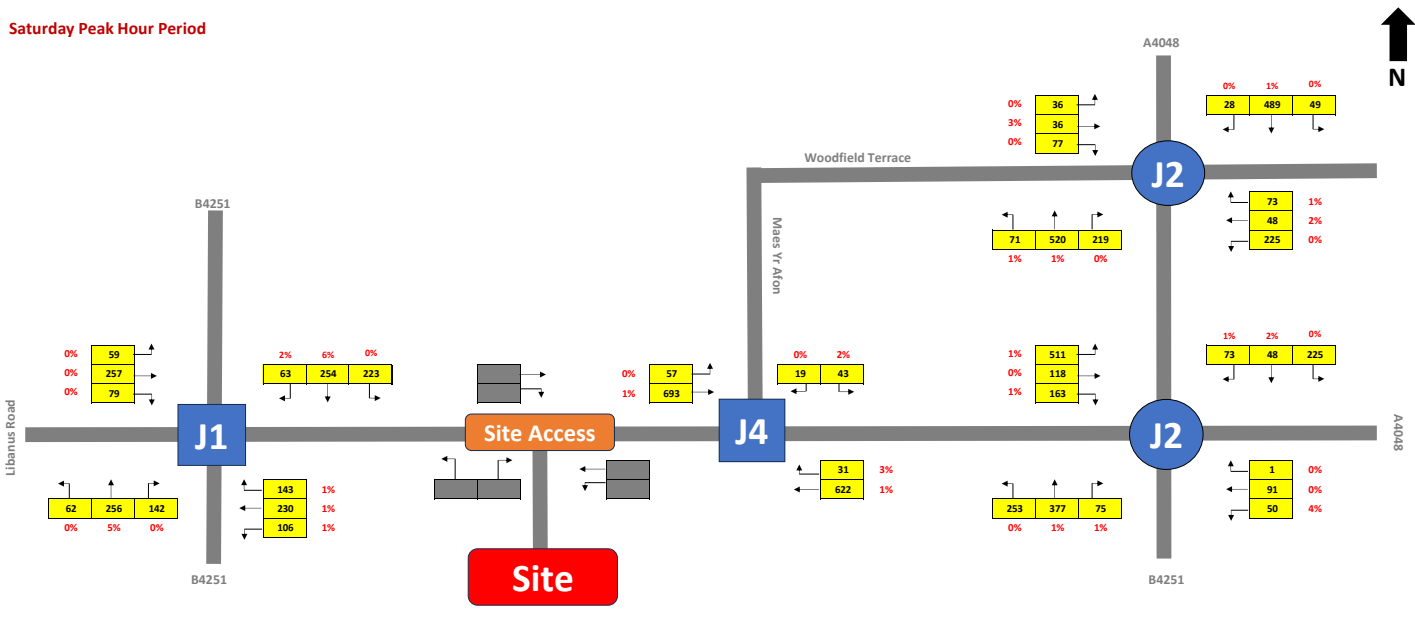 Saturday Peak Hour Period
A4048
N
0% 1% 0%
28 489 49
0% 36
3% 36
0% 77
Woodfield Terrace
J2
73 1%
48 2%
225 0%
71 520 219
1% 1% 0%
B4251
Maes Yr Afon
0% 59
0% 257
0% 79
2% 6% 0%
63 254 223
0% 57
1% 693
0% 2%
19 43
1% 511
0% 118
1% 163
1% 2% 0%
73 48 225
Libanus Road
J1
Site Access
J4
J2
A4048
62 256 142
0% 5% 0%
143 1%
230 1%
106 1%
31 3%
622 1%
253 377 75
0% 1% 1%
1 0%
91 0%
50 4%
B4251
Site
B4251